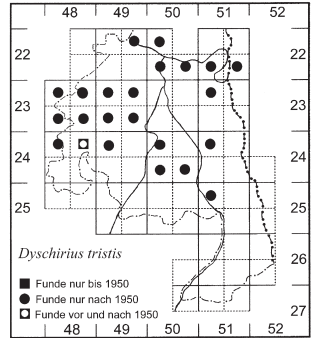 48 49 50 51 52
22 22
23 23
24 24
25 25
26
27
Dyschirius tristis
Funde nur bis 1950
Funde nur nach 1950
Funde vor und nach 1950
48 49 50 51 52